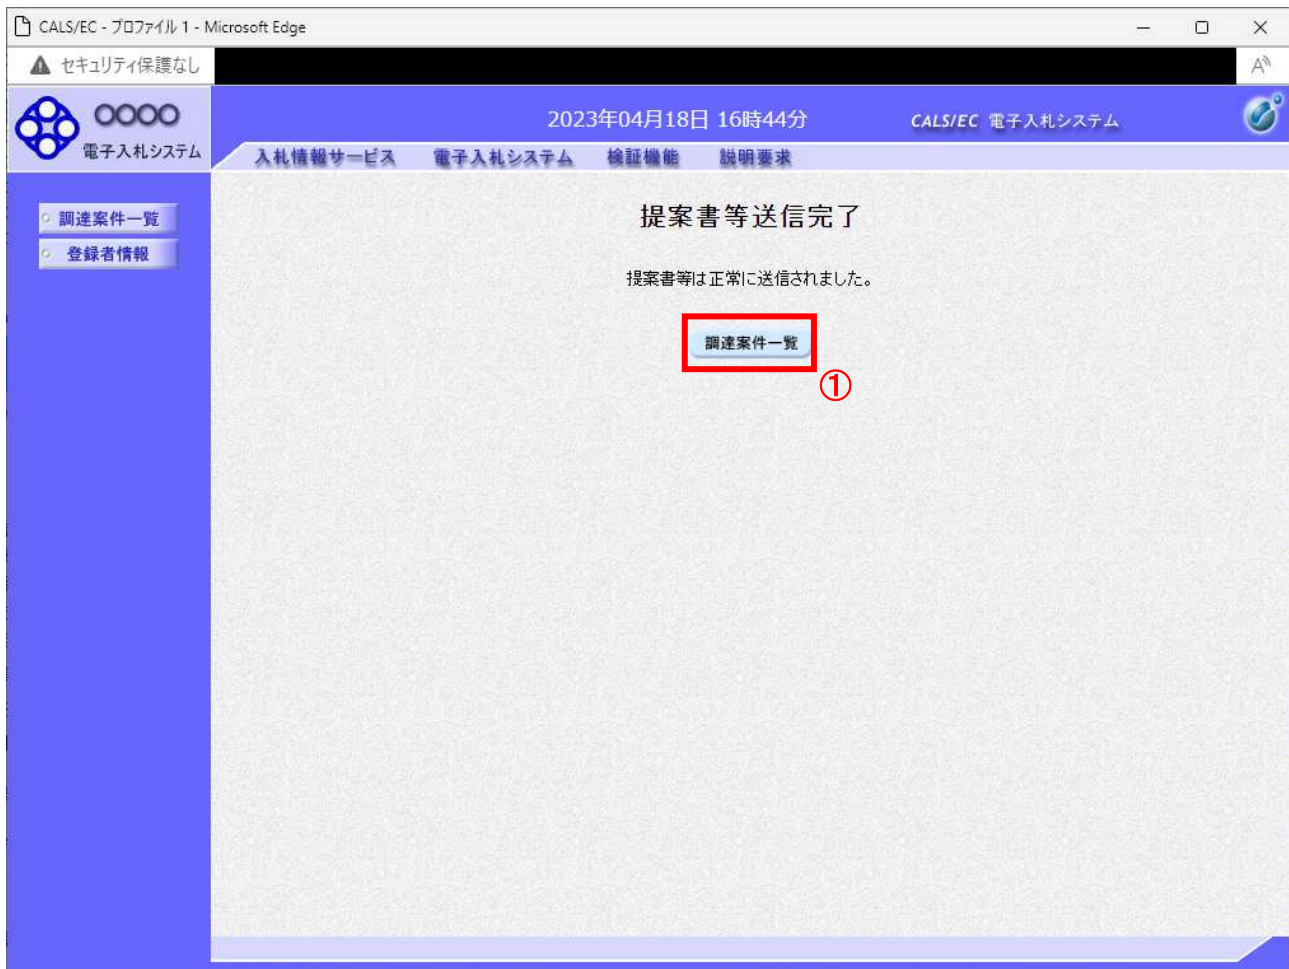 CALS/EC - プロファイル 1 - Microsoft Edge
セキュリティ保護なし
A
○○○○
電子入札システム
2023年04月18日 16時44分
CALS/EC 電子入札システム
入札情報サービス 電子入札システム 検証機能 説明要求
調達案件一覧
登録者情報
提案書等送信完了
提案書等は正常に送信されました。
調達案件一覧
①